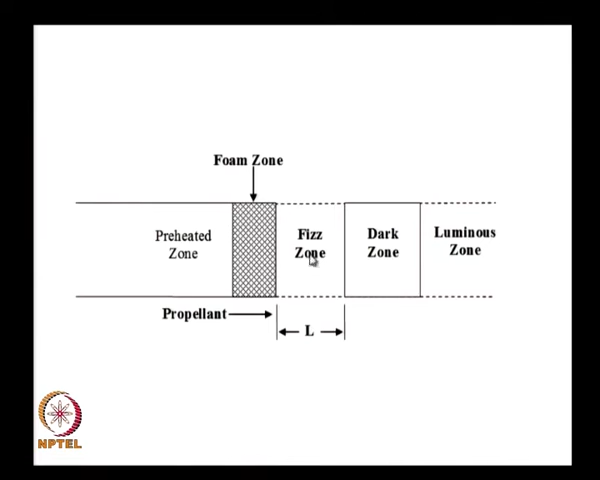 Foam Zone
Preheated
Zone
Fizz
Zone
Dark
Zone
Luminous
Zone
Propellant
L
NPTEL